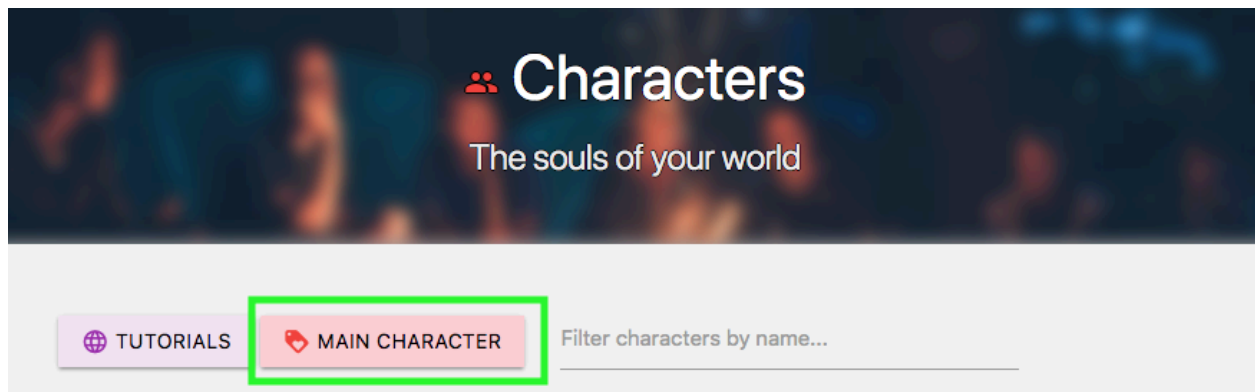 Characters
The souls of your world
TUTORIALS
MAIN CHARACTER
Filter characters by name...